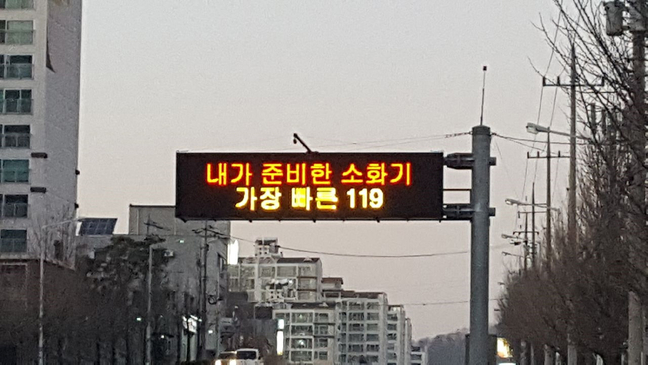 내가 준비한 소화기
가장 빠른 119